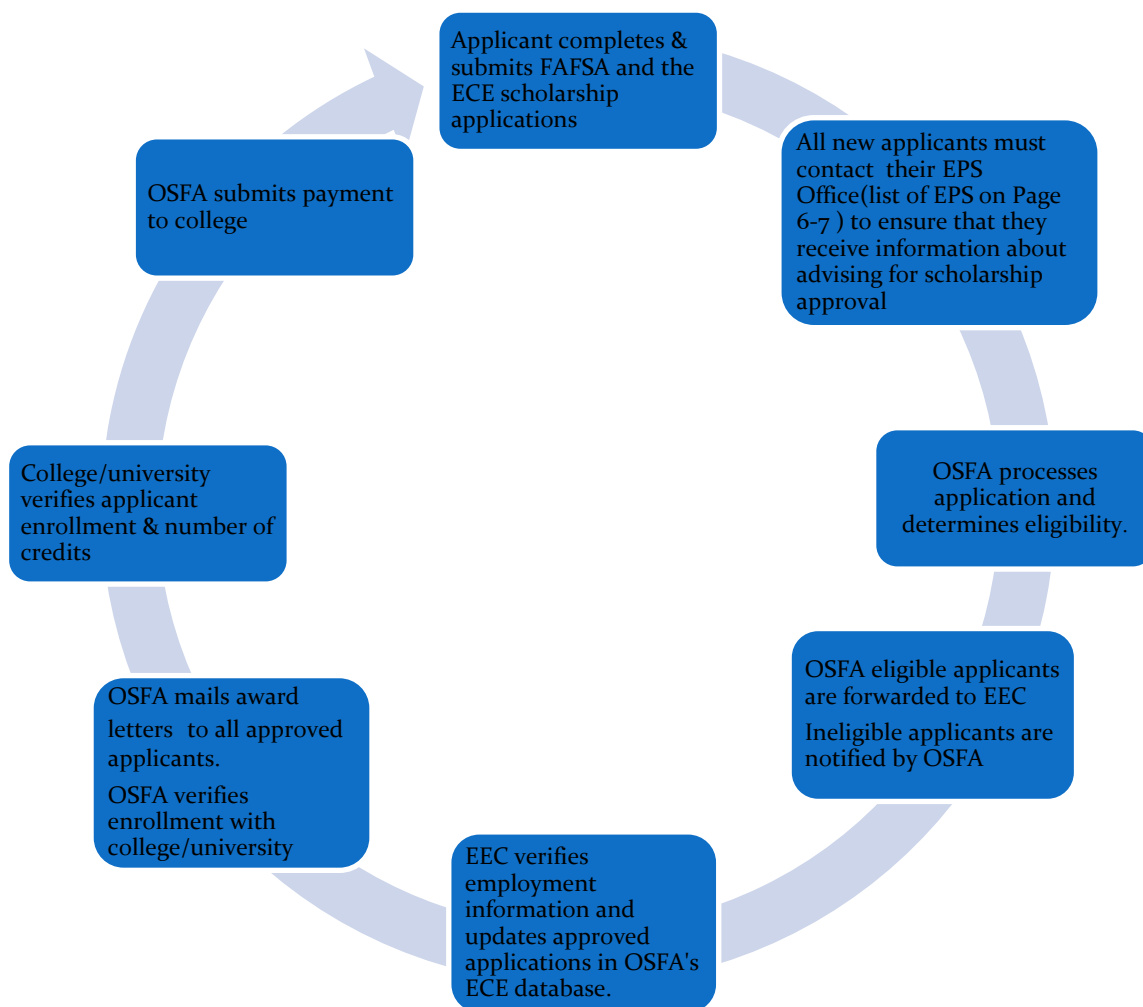 Applicant completes &
submits FAFSA and the
ECE scholarship
applications
All new applicants must
contact their EPS
Office(list of EPS on Page
6-7 ) to ensure that they
receive information about
advising for scholarship
approval
OSFA processes
application and
determines eligibility.
OSFA eligible applicants
are forwarded to EEC
Ineligible applicants are
notified by OSFA
EEC verifies
employment
information and
updates approved
applications in OSFA's
ECE database.
OSFA mails award
letters to all approved
applicants.
OSFA verifies
enrollment with
college/university
College/university
verifies applicant
enrollment & number of
credits
OSFA submits payment
to college